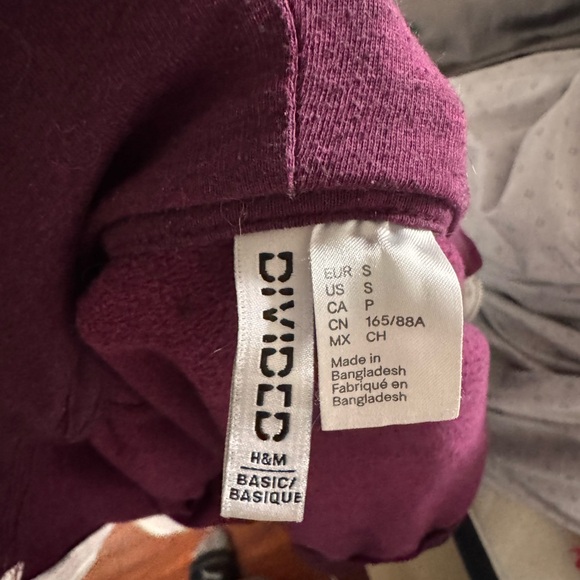 DIVIDED
H&M
BASIC/
BASIQUE
EUR S
US S
CA P
CN 165/88A
MX CH
Made in
Bangladesh
Fabriqué en
Bangladesh